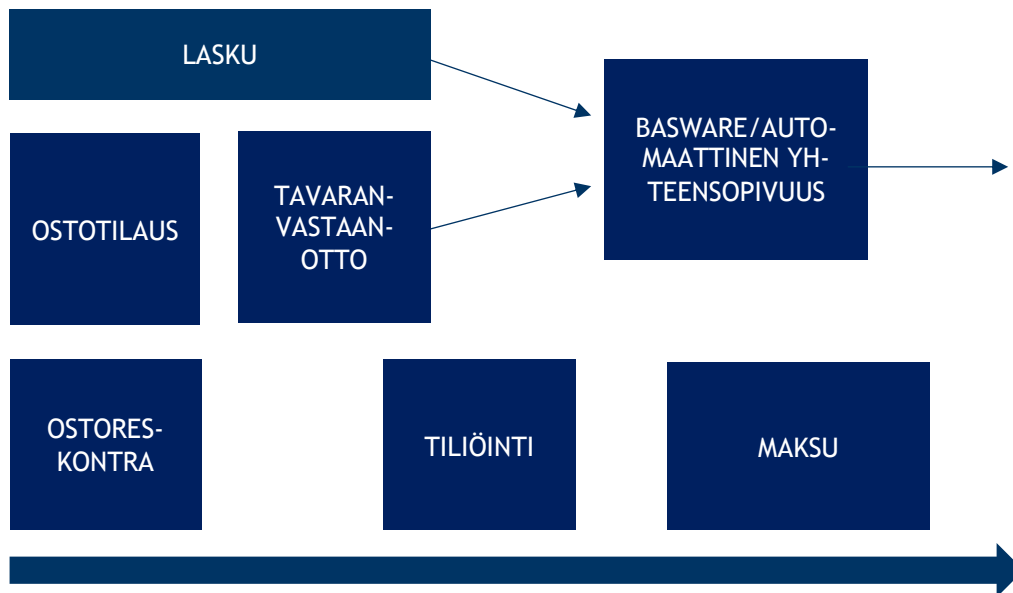 LASKU
OSTOTILAUS
TAVARAN-
VASTAAN-
OTTO
BASWARE/AUTO-
MAATTINEN YH-
TEENSOPIVUUS
OSTORES-
KONTRA
TILIÖINTI
MAKSU